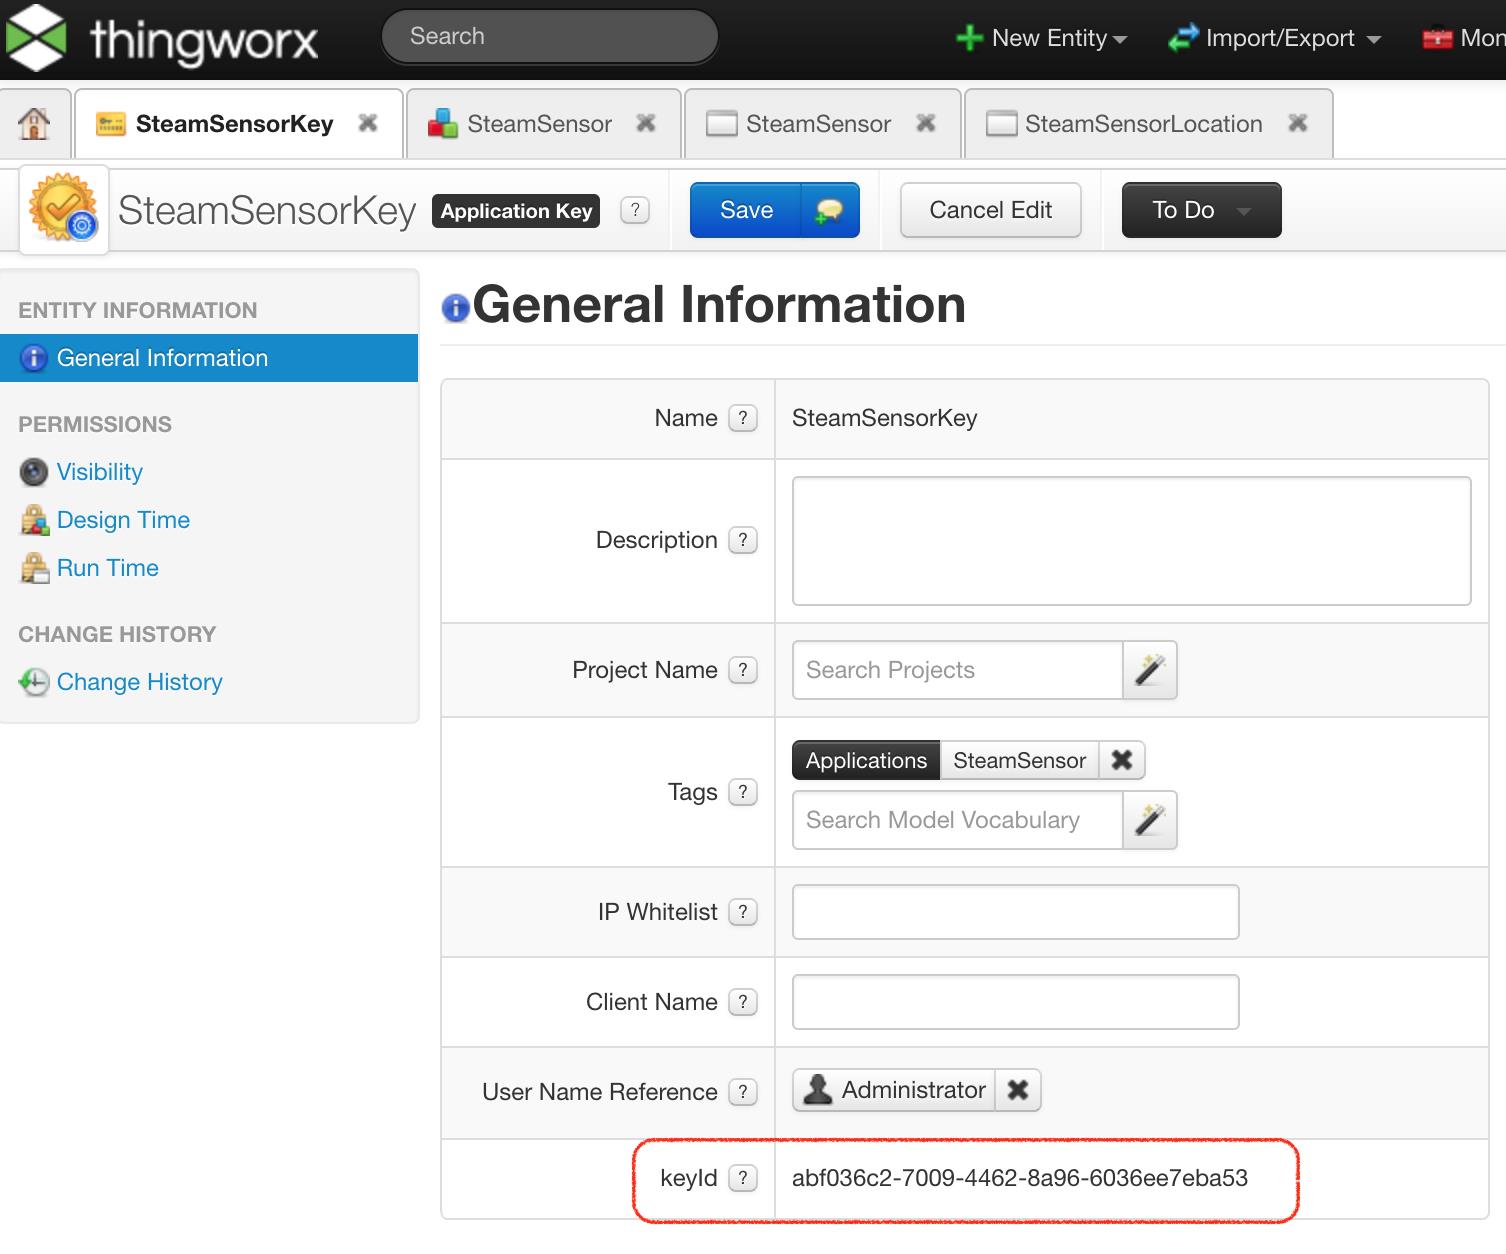 thingworx Search New Entity Import/Export Mon
SteamSensorKey SteamSensor SteamSensor SteamSensorLocation
SteamSensorKey Application Key ? Save Cancel Edit To Do
ENTITY INFORMATION
General Information
PERMISSIONS
Visibility
Design Time
Run Time
CHANGE HISTORY
Change History
General Information
Name ? SteamSensorKey
Description ?
Project Name ? Search Projects
Tags ? Applications SteamSensor
Search Model Vocabulary
IP Whitelist ?
Client Name ?
User Name Reference ? Administrator
keyId ? abf036c2-7009-4462-8a96-6036ee7eba53